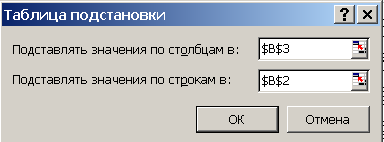 Таблица подстановки
Подставлять значения по столбцам в: $B$3
Подставлять значения по строкам в: $B$2
ОК Отмена